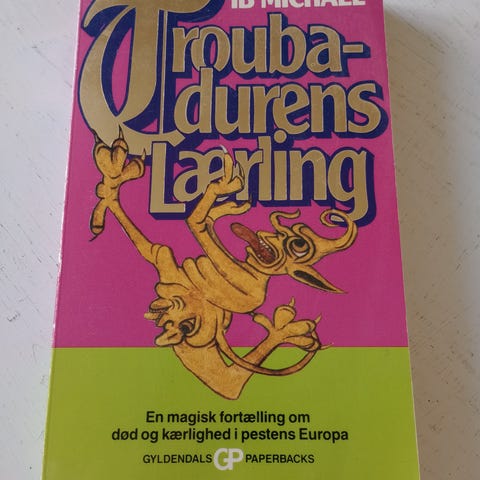 IB MICHAEL
Trouba-
durens
Lærling
En magisk fortælling om
død og kærlighed i pestens Europa
GYLDENDALS GP PAPERBACKS